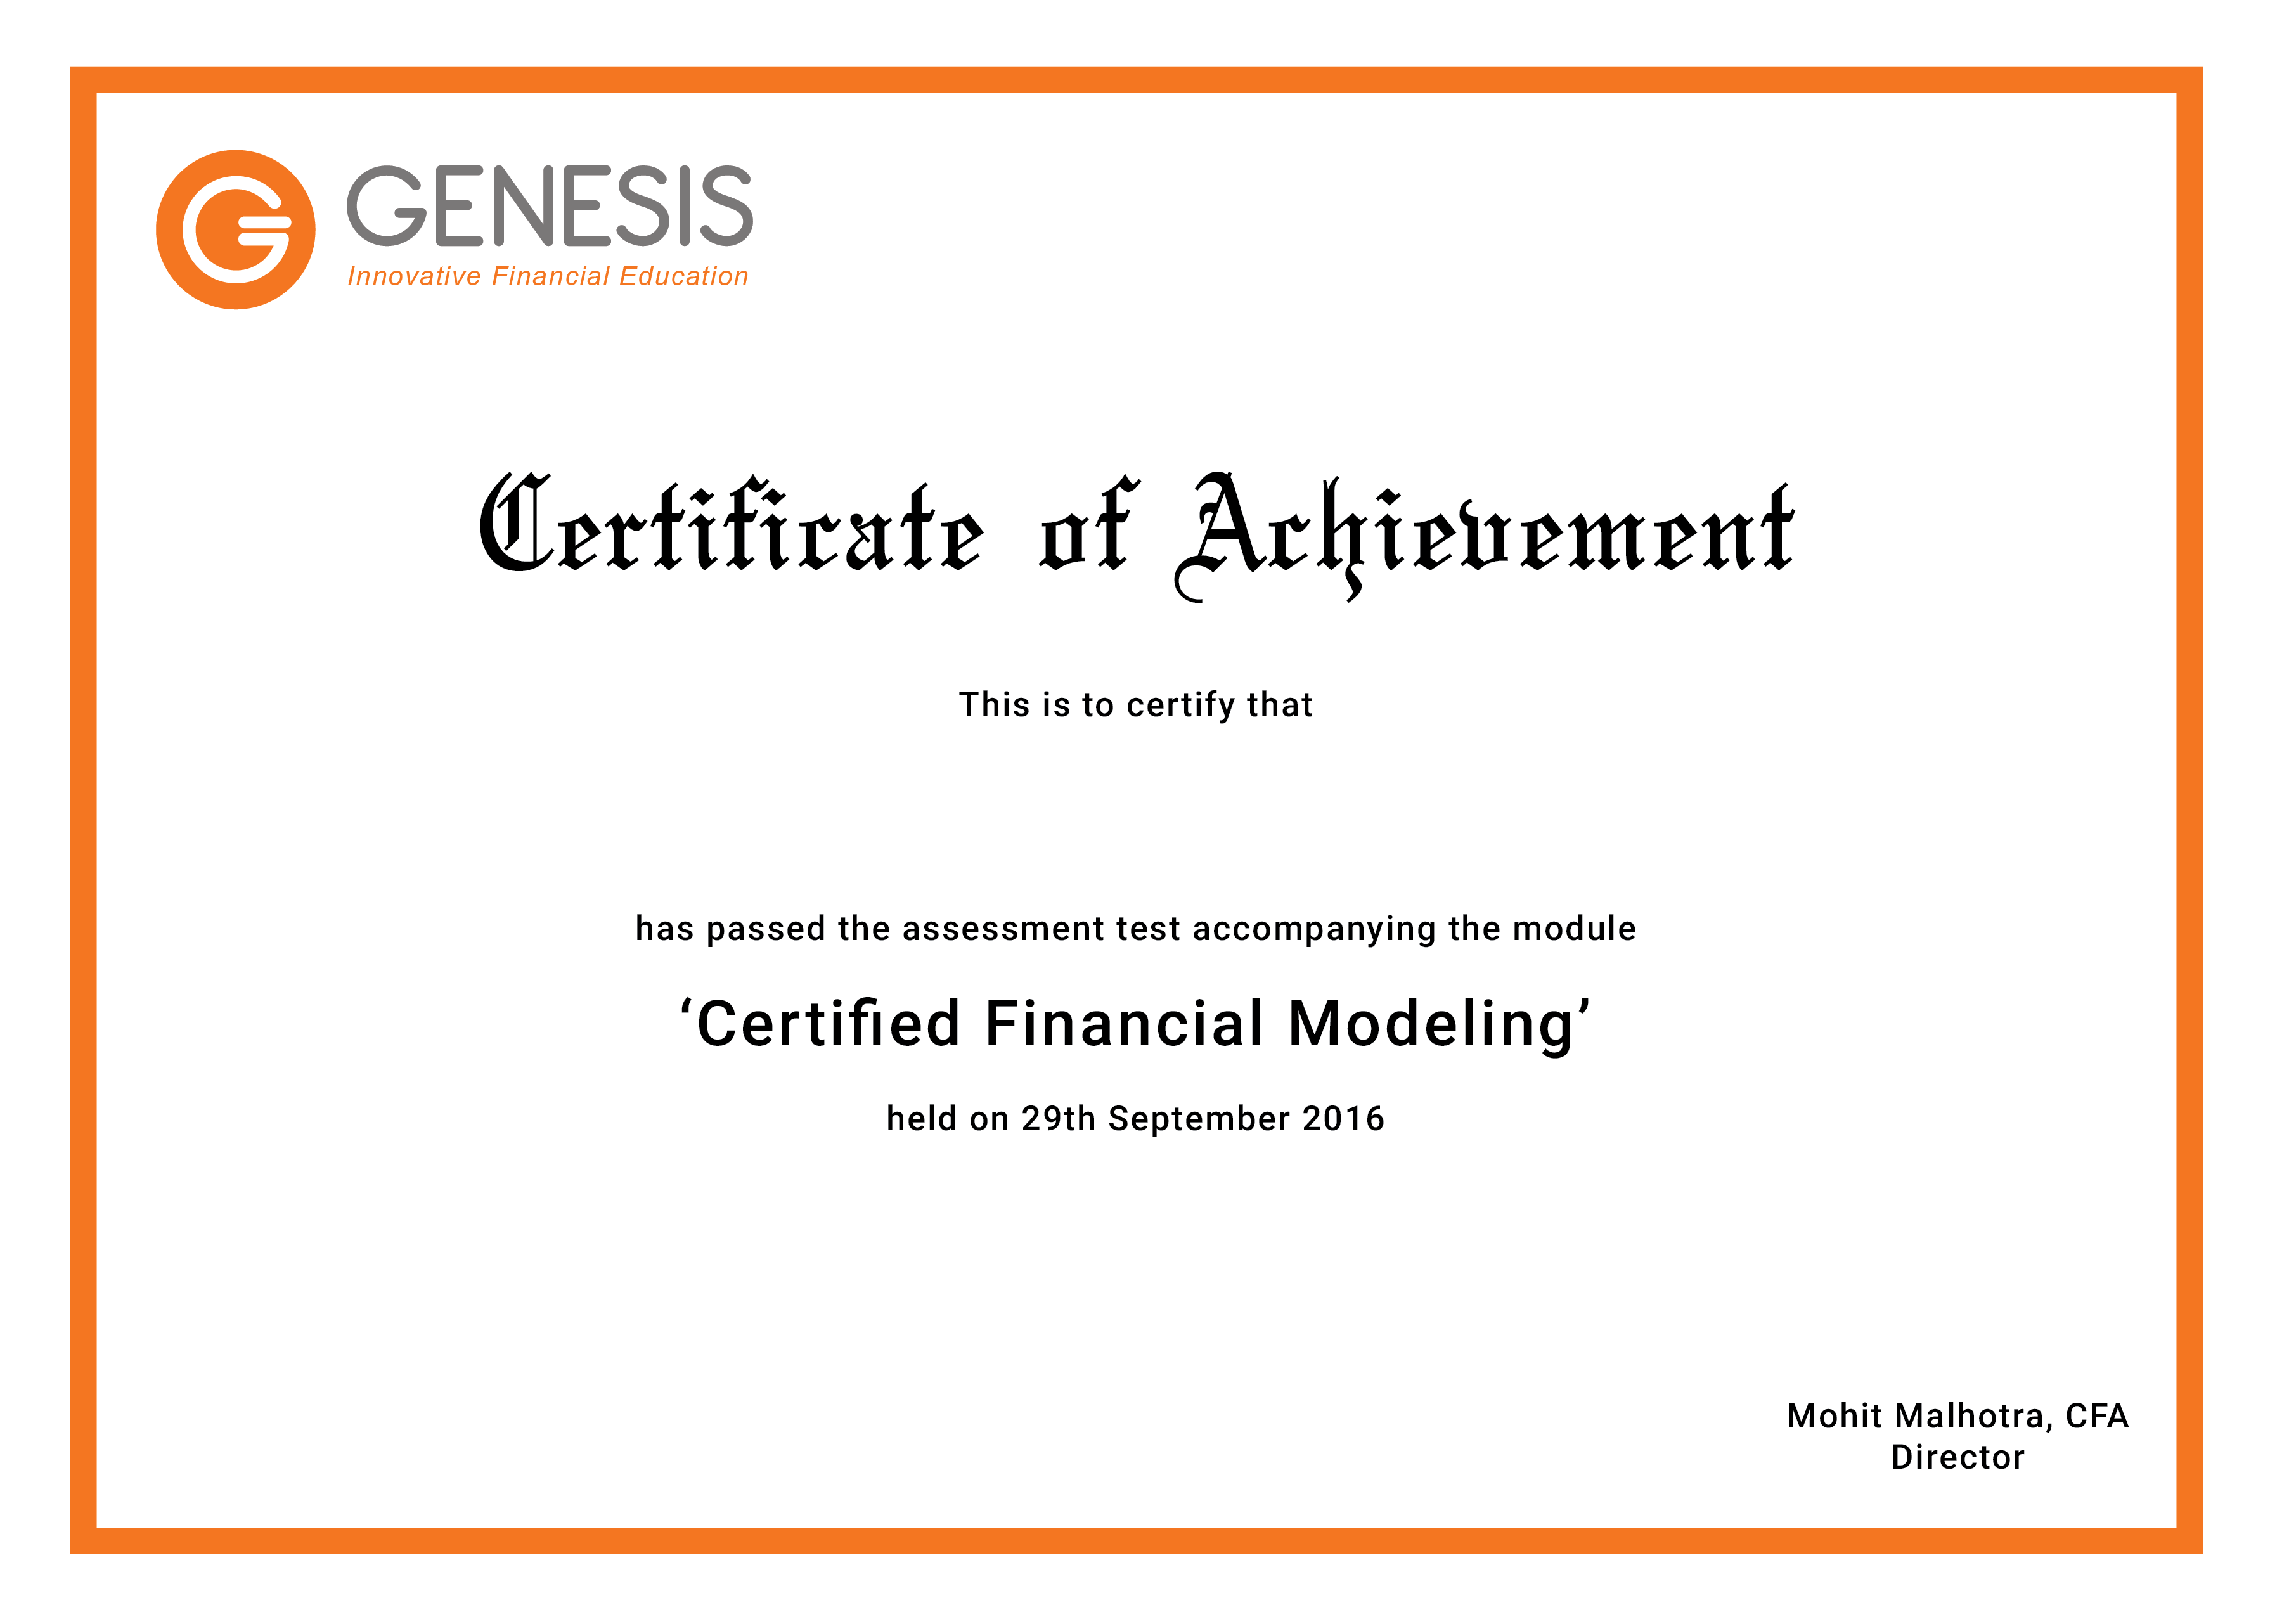 GENESIS
Innovative Financial Education
Certificate of Achievement
This is to certify that
has passed the assessment test accompanying the module
‘Certified Financial Modeling’
held on 29th September 2016
Mohit Malhotra, CFA
Director